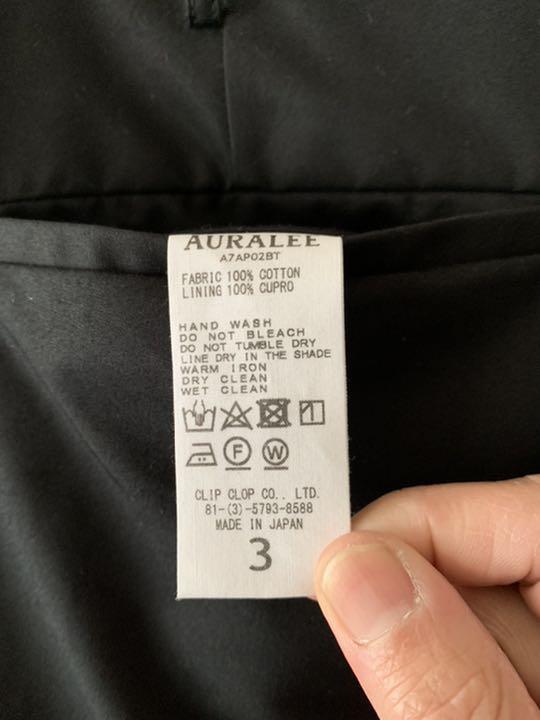 AURALEE
A7AP02BT
FABRIC 100% COTTON
LINING 100% CUPRO
HAND WASH
DO NOT BLEACH
DO NOT TUMBLE DRY
LINE DRY IN THE SHADE
WARM IRON
DRY CLEAN
WET CLEAN
F W
CLIP CLOP CO., LTD.
81-(3)-5793-8588
MADE IN JAPAN
3